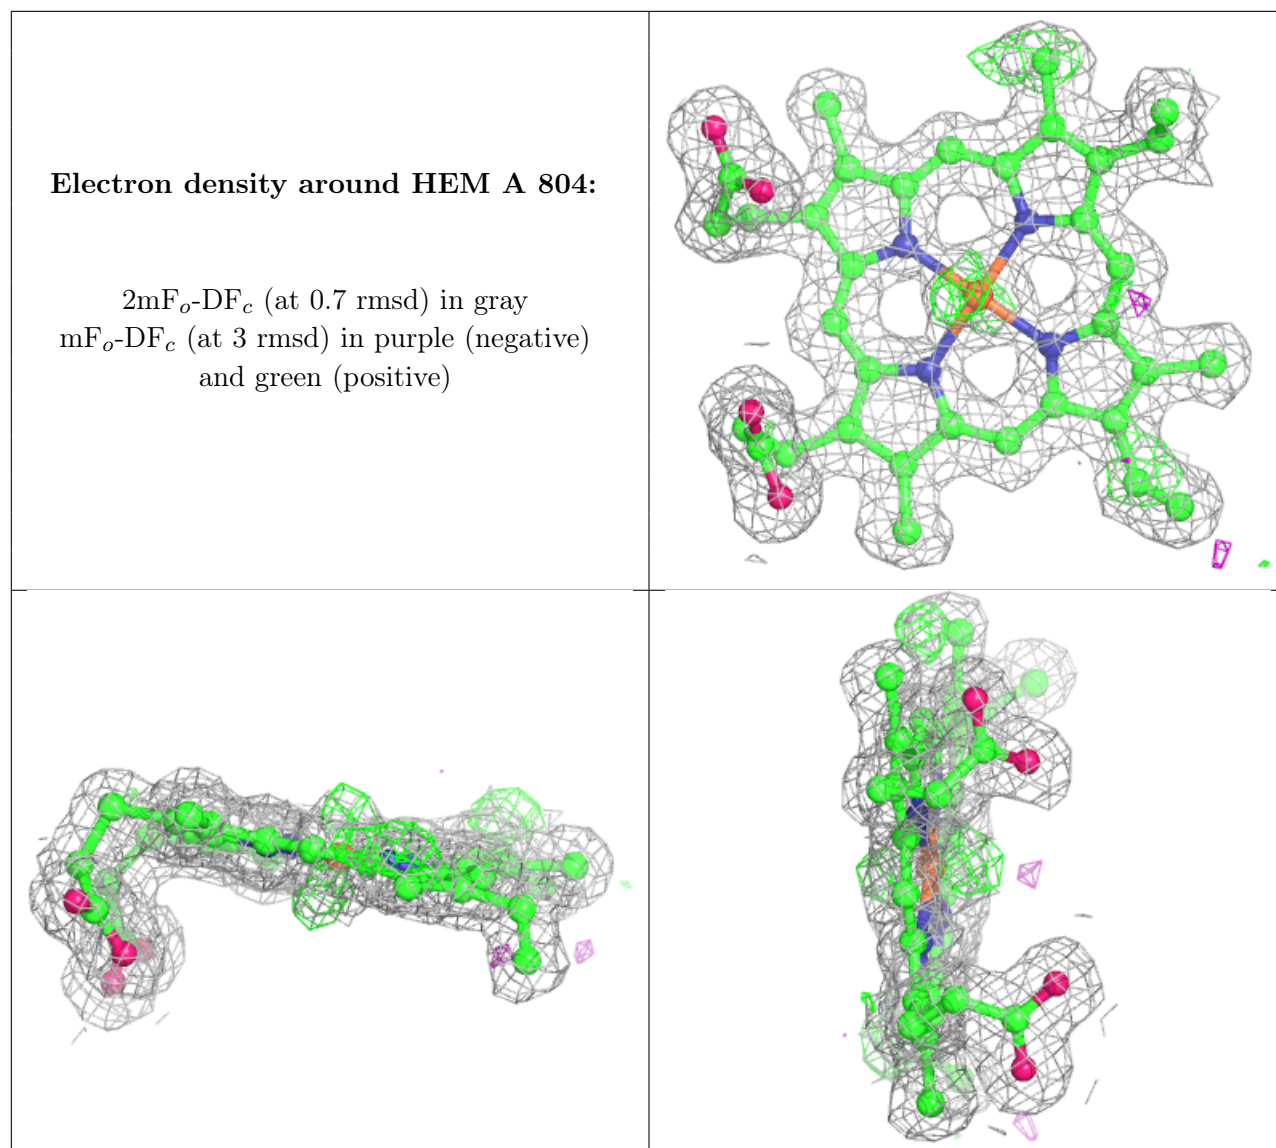 Electron density around HEM A 804:
2mFo-DFc (at 0.7 rmsd) in gray
mFo-DFc (at 3 rmsd) in purple (negative)
and green (positive)